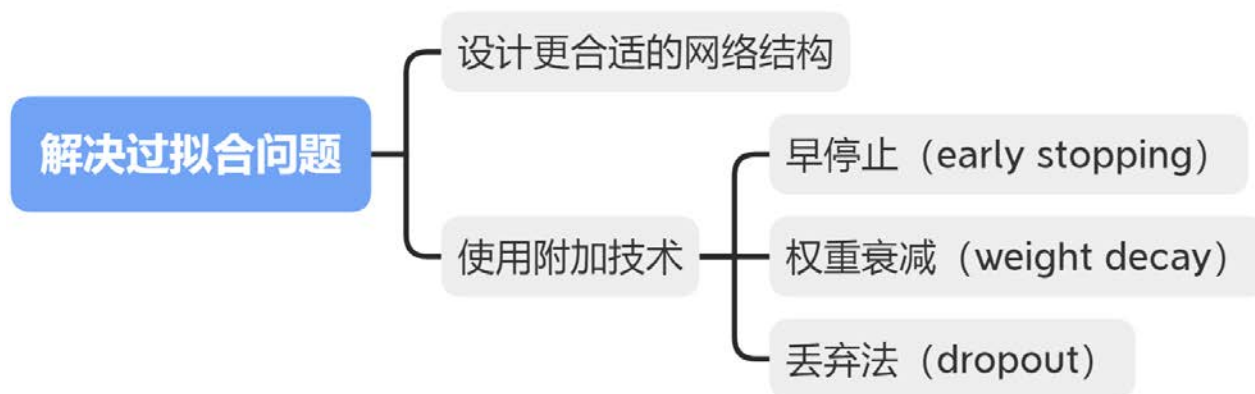 解决过拟合问题
设计更合适的网络结构
使用附加技术
早停止（early stopping）
权重衰减（weight decay）
丢弃法（dropout）